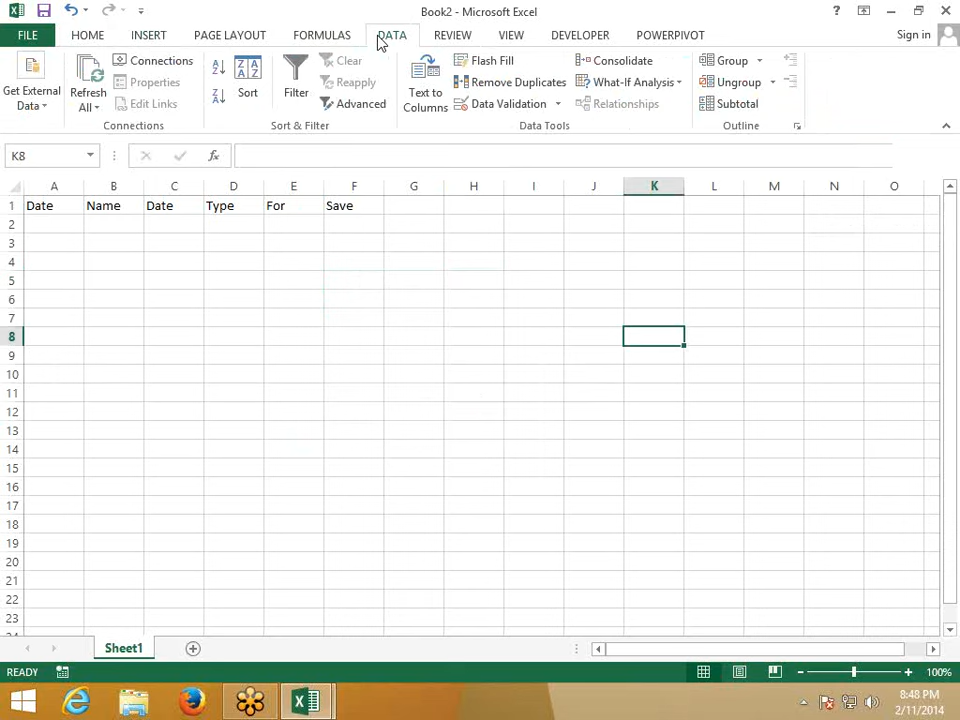 Book2 - Microsoft Excel
FILE HOME INSERT PAGE LAYOUT FORMULAS DATA REVIEW VIEW DEVELOPER POWERPIVOT Sign in
Get External Data
Refresh All
Connections
Properties
Edit Links
Connections
Sort
Filter
Clear
Reapply
Advanced
Sort & Filter
Text to Columns
Flash Fill
Remove Duplicates
Data Validation
Consolidate
What-If Analysis
Relationships
Data Tools
Group
Ungroup
Subtotal
Outline
K8
fx
A B C D E F G H I J K L M N O
1 Date Name Date Type For Save
2
3
4
5
6
7
8
9
10
11
12
13
14
15
16
17
18
19
20
21
22
23
Sheet1
READY 100%
8:48 PM
2/11/2014